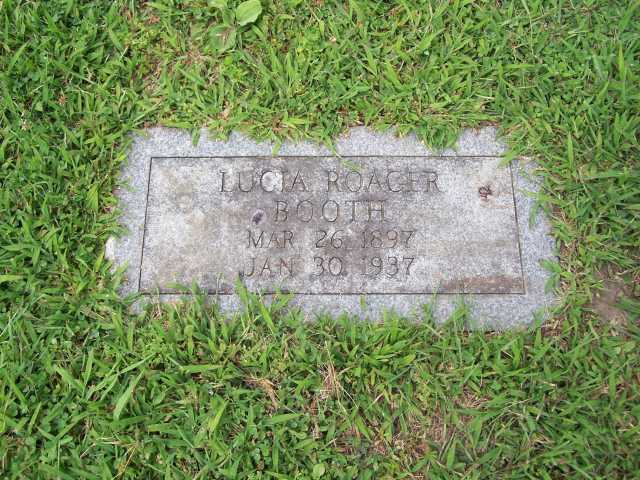 LUCIA ROACER
BOOTH
MAR 26 1897
JAN 30 1937